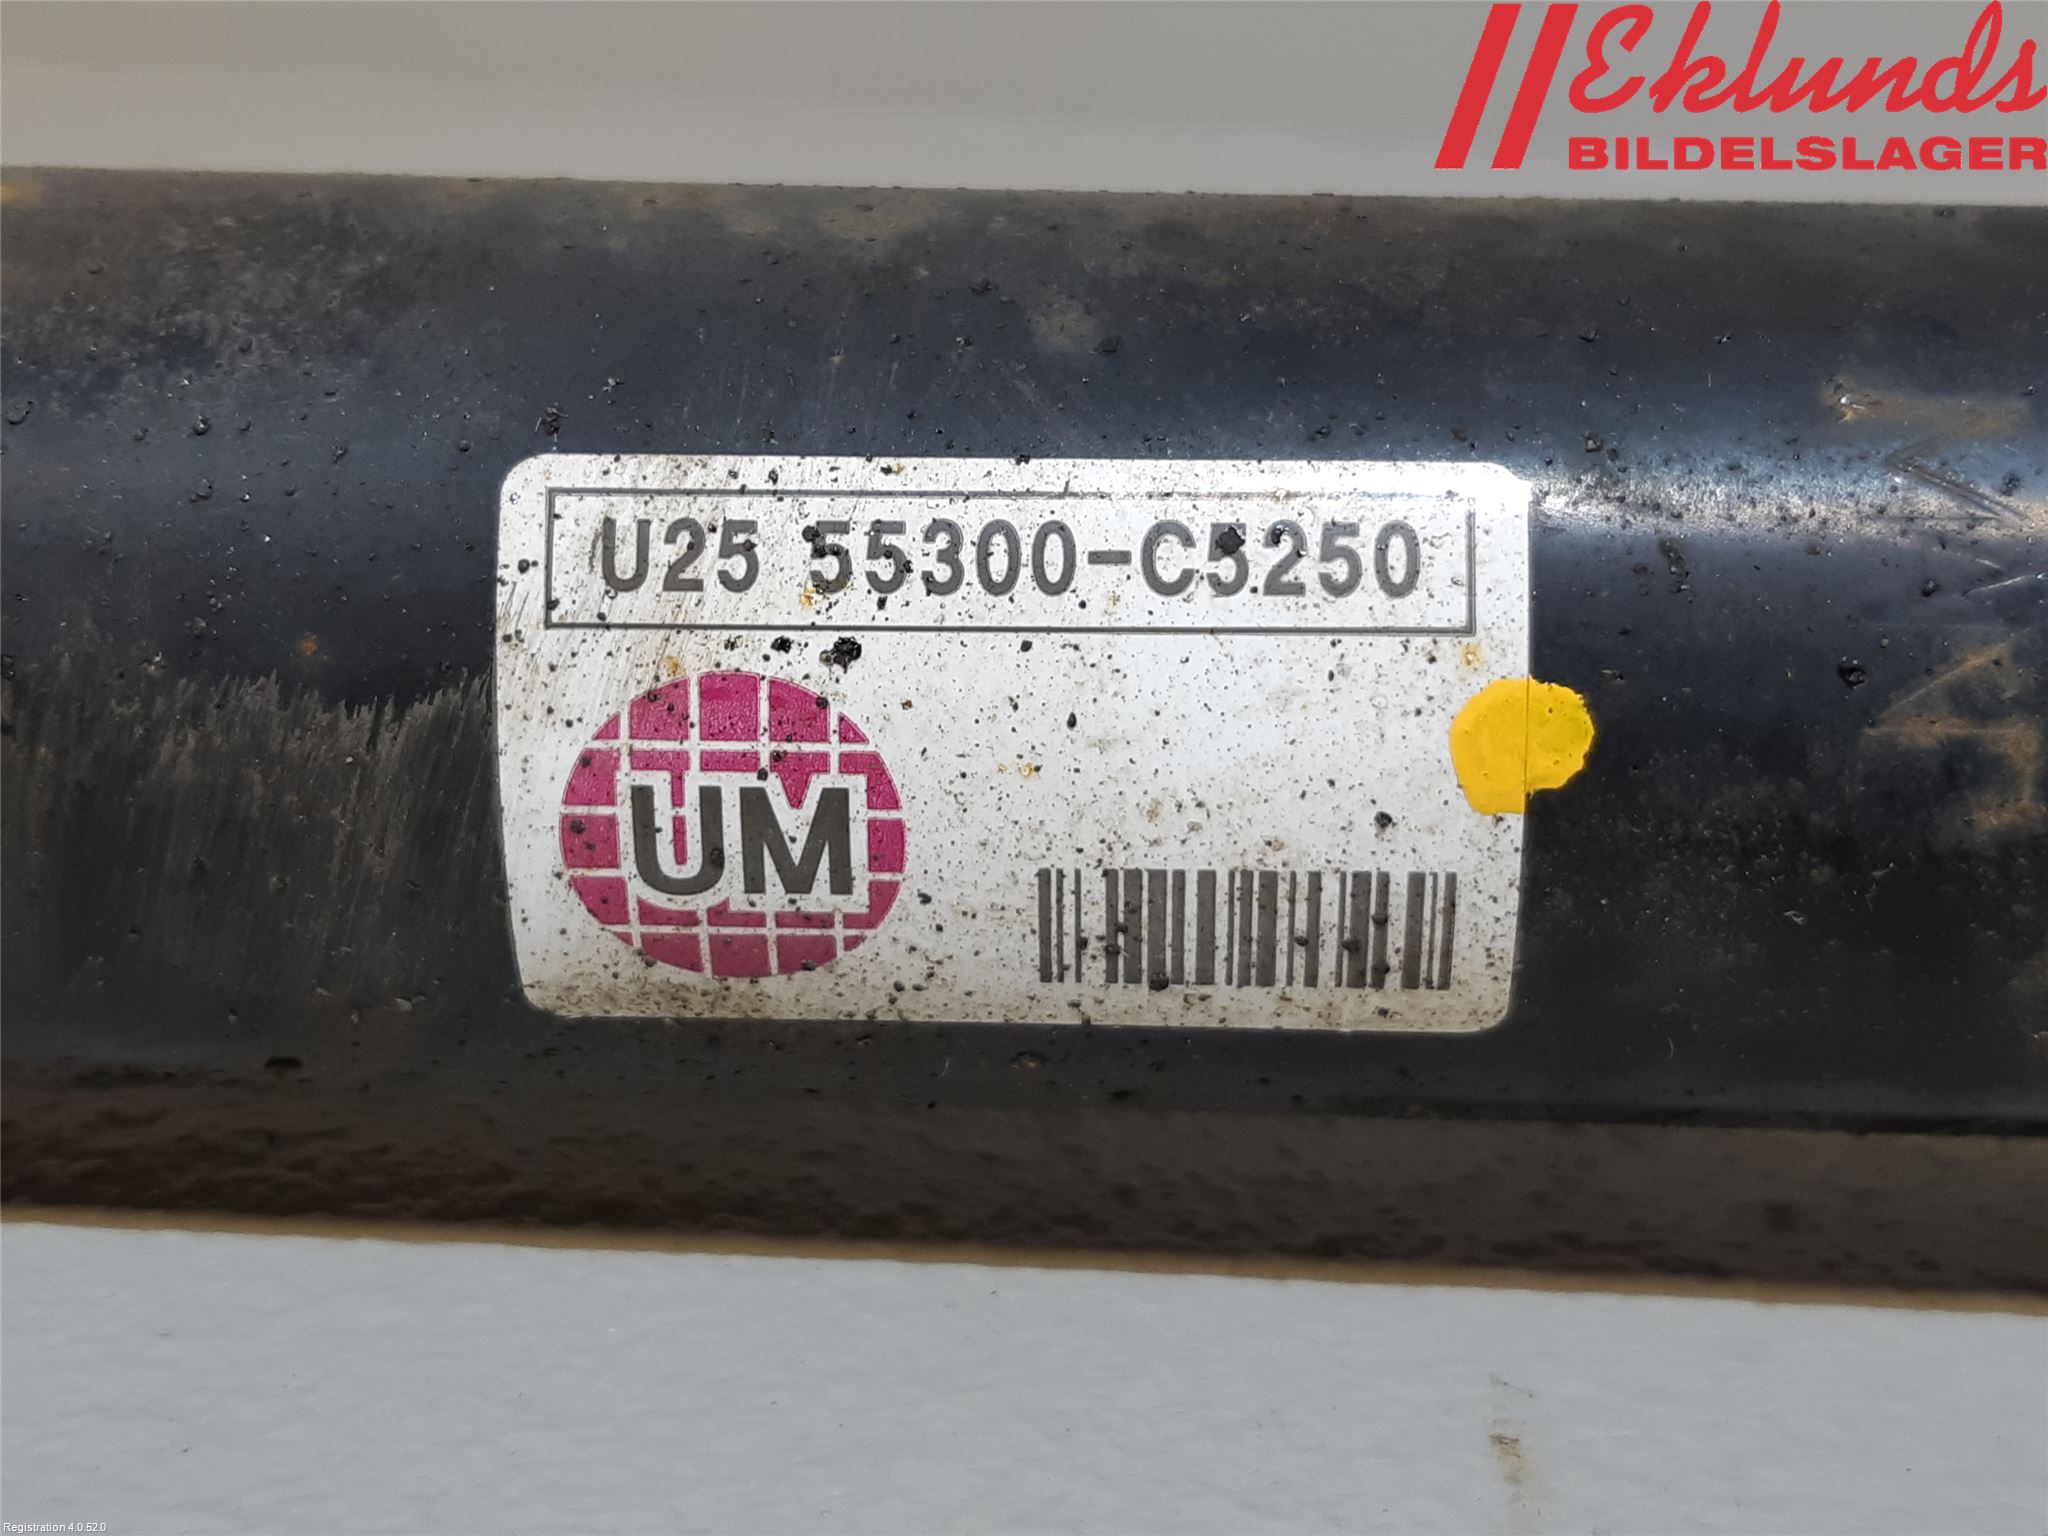 Eklunds
BILDELSLAGER
U25 55300-C5250
UM
Registration 4.0.52.0